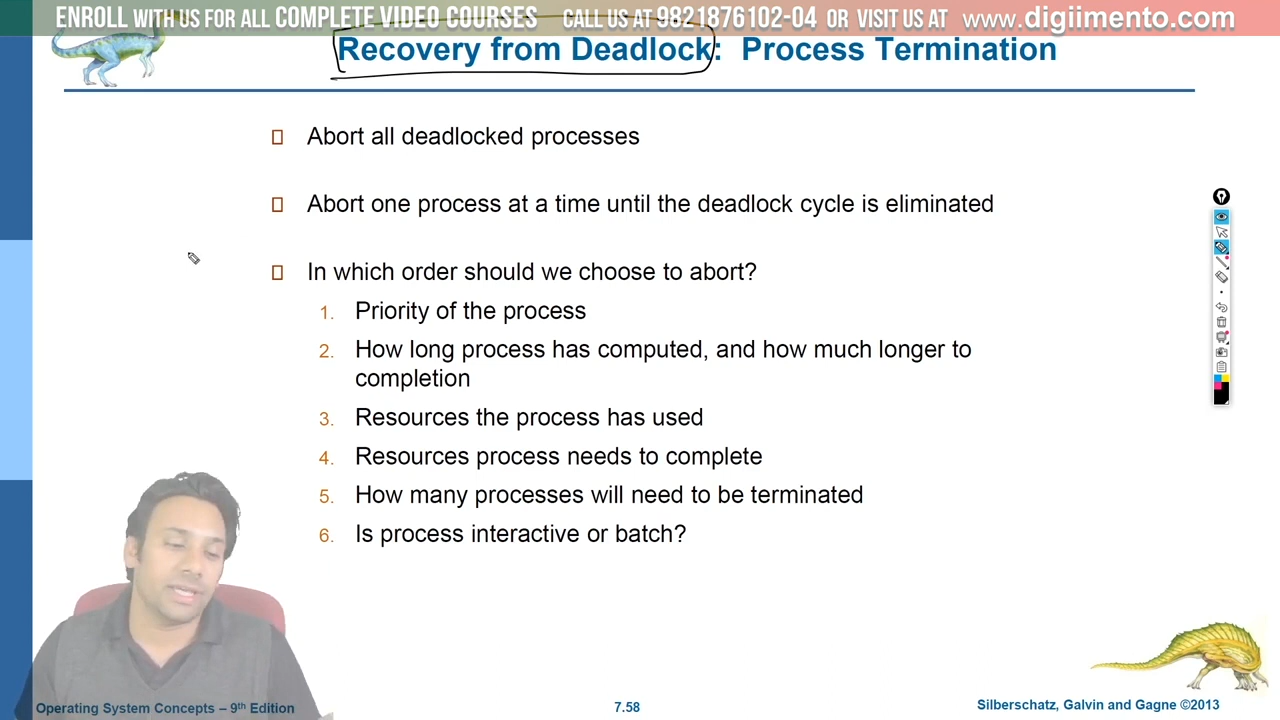 ENROLL WITH US FOR ALL COMPLETE VIDEO COURSES CALL US AT 9821876102-04 OR VISIT US AT www.digiimento.com
Recovery from Deadlock: Process Termination
Abort all deadlocked processes
Abort one process at a time until the deadlock cycle is eliminated
In which order should we choose to abort?
1. Priority of the process
2. How long process has computed, and how much longer to
completion
3. Resources the process has used
4. Resources process needs to complete
5. How many processes will need to be terminated
6. Is process interactive or batch?
Operating System Concepts – 9th Edition
7.58
Silberschatz, Galvin and Gagne ©2013